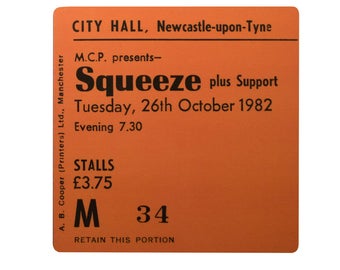 CITY HALL, Newcastle-upon-Tyne
M.C.P. presents—
Squeeze plus Support
Tuesday, 26th October 1982
Evening 7.30
STALLS
£3.75
M 34
RETAIN THIS PORTION
A. B. Cooper (Printers) Ltd., Manchester